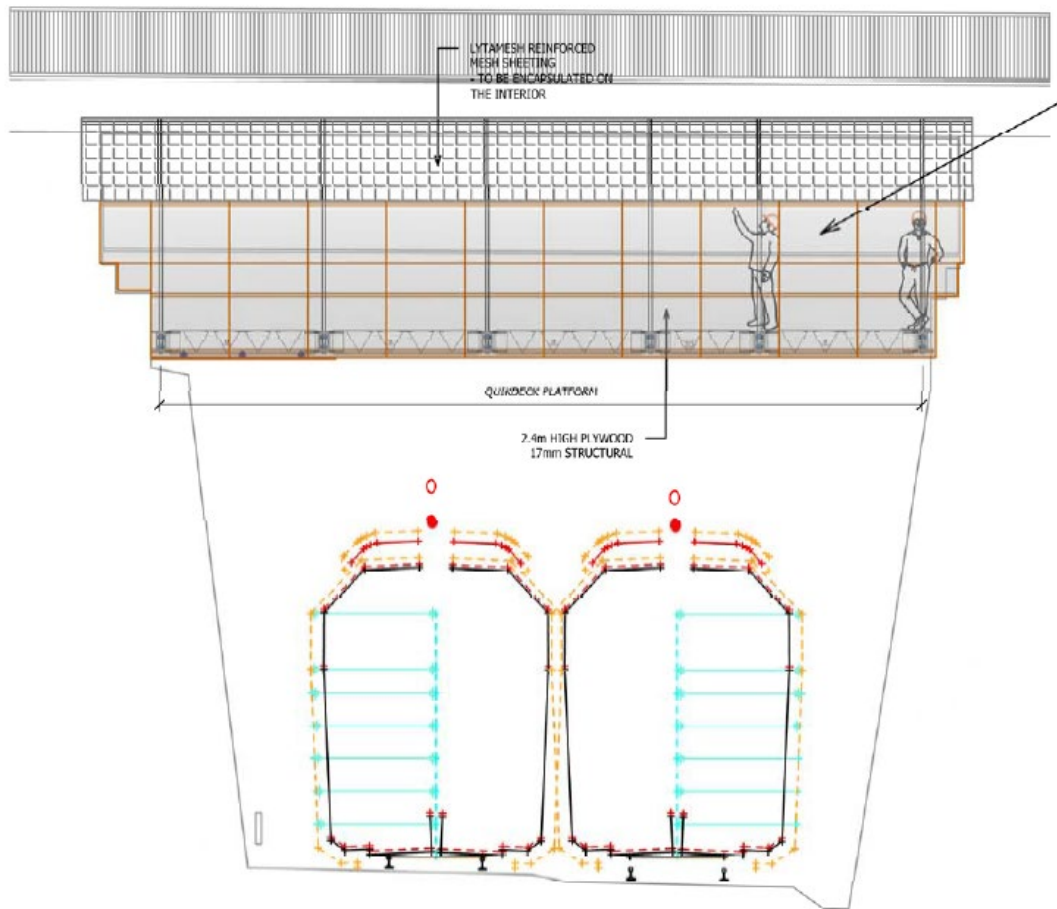 LYTAMESH REINFORCED
MESH SHEETING
- TO BE ENCAPSULATED ON
THE INTERIOR
QUIKDECK PLATFORM
2.4m HIGH PLYWOOD
17mm STRUCTURAL